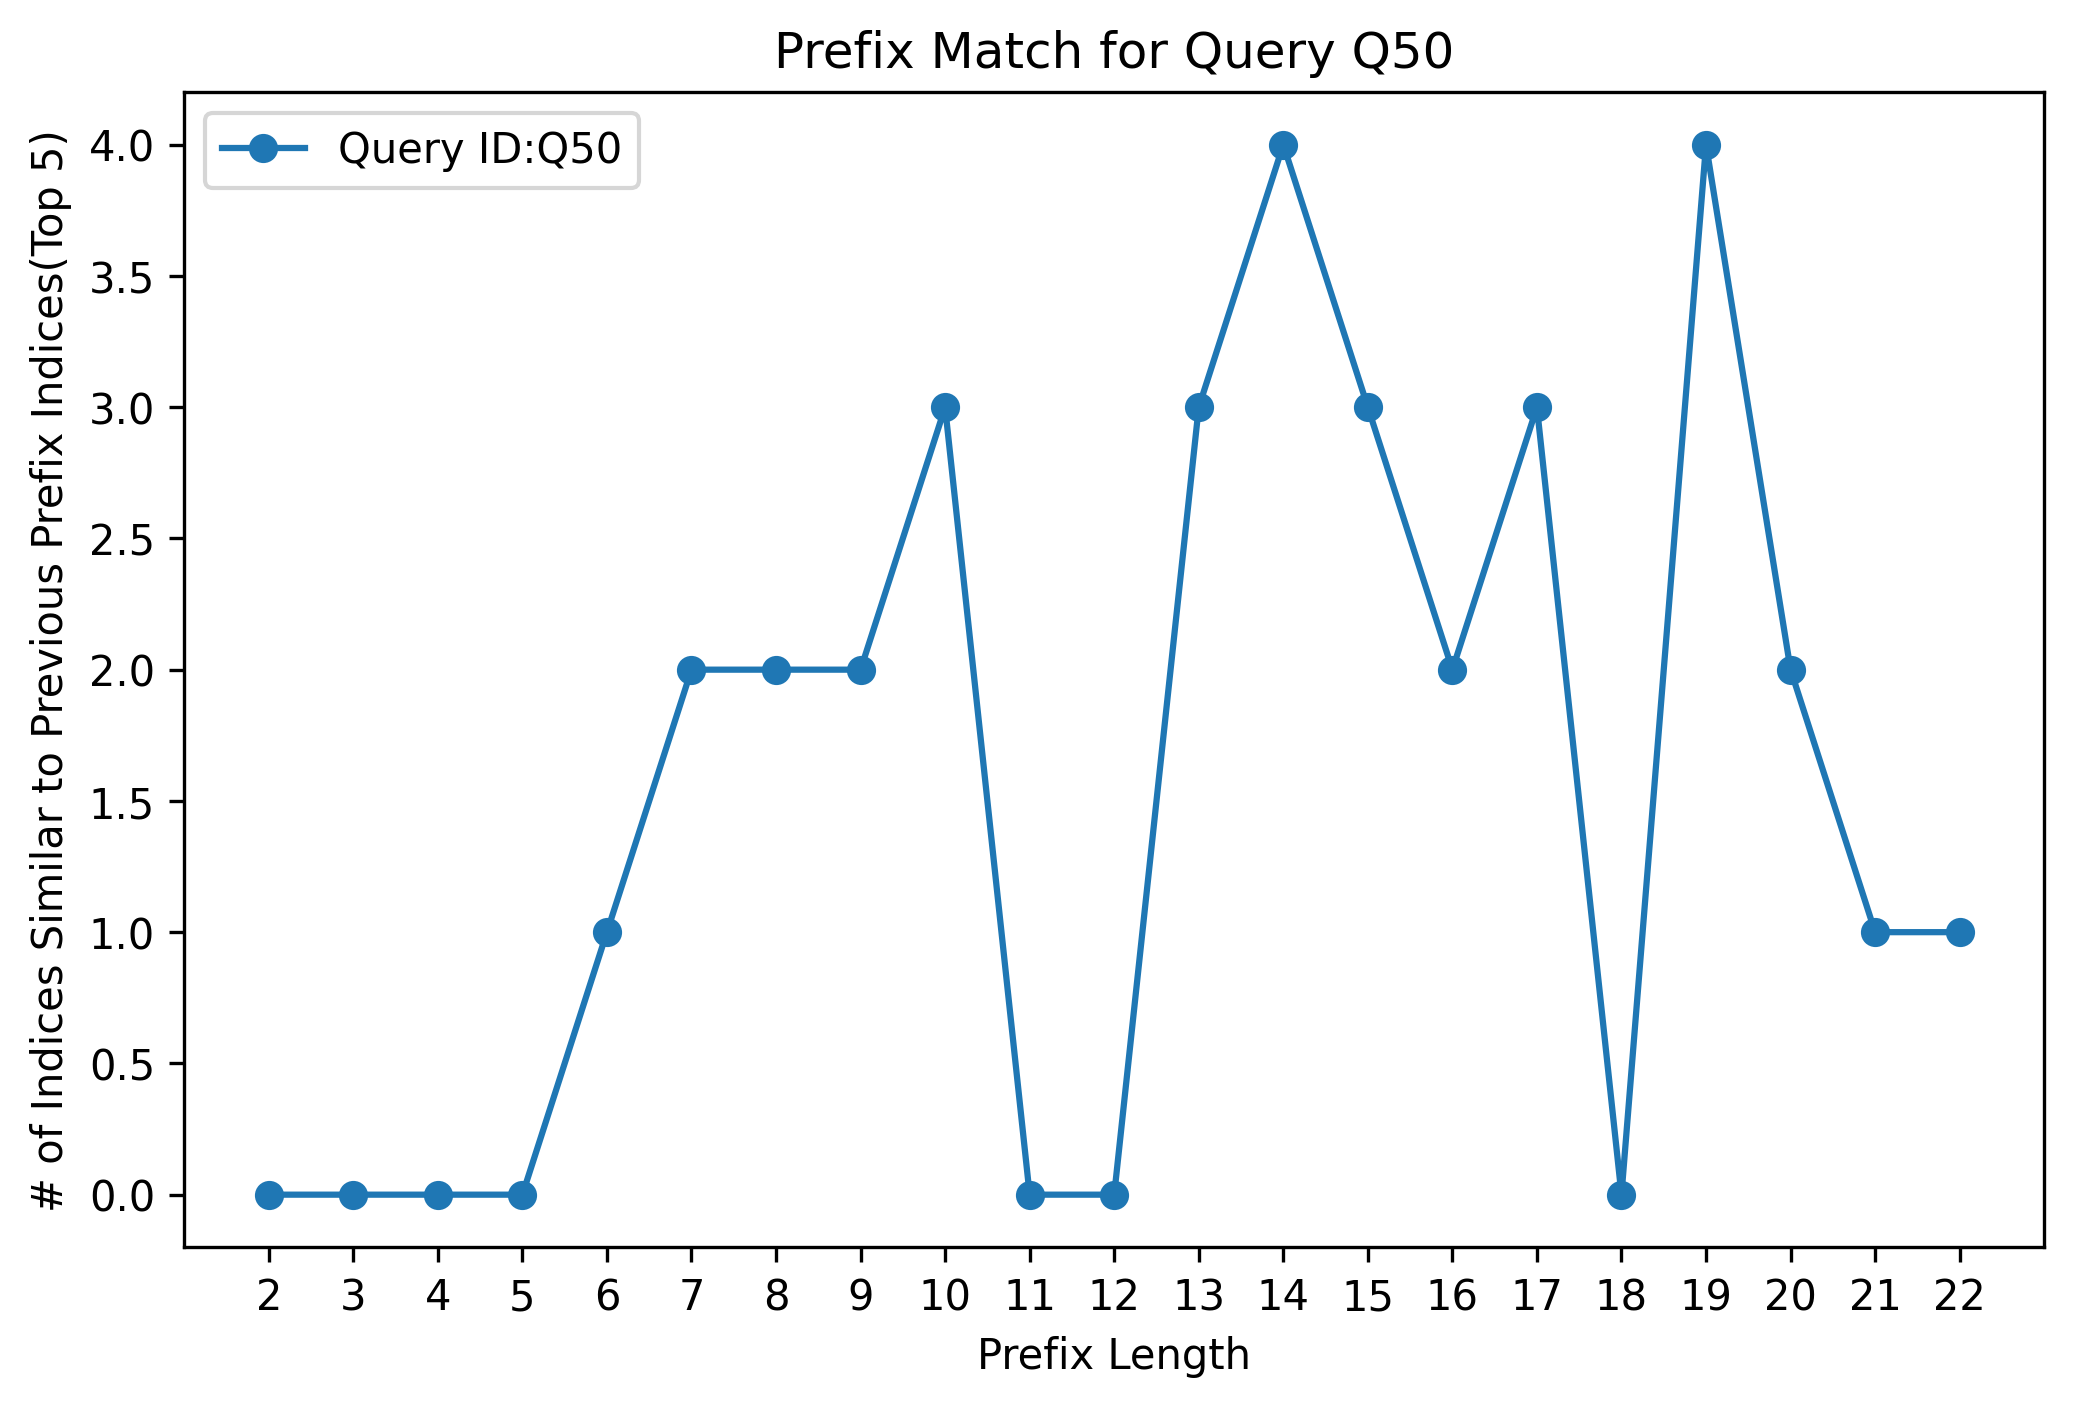 Prefix Match for Query Q50
Query ID:Q50
# of Indices Similar to Previous Prefix Indices(Top 5)
4.0
3.5
3.0
2.5
2.0
1.5
1.0
0.5
0.0
2 3 4 5 6 7 8 9 10 11 12 13 14 15 16 17 18 19 20 21 22
Prefix Length